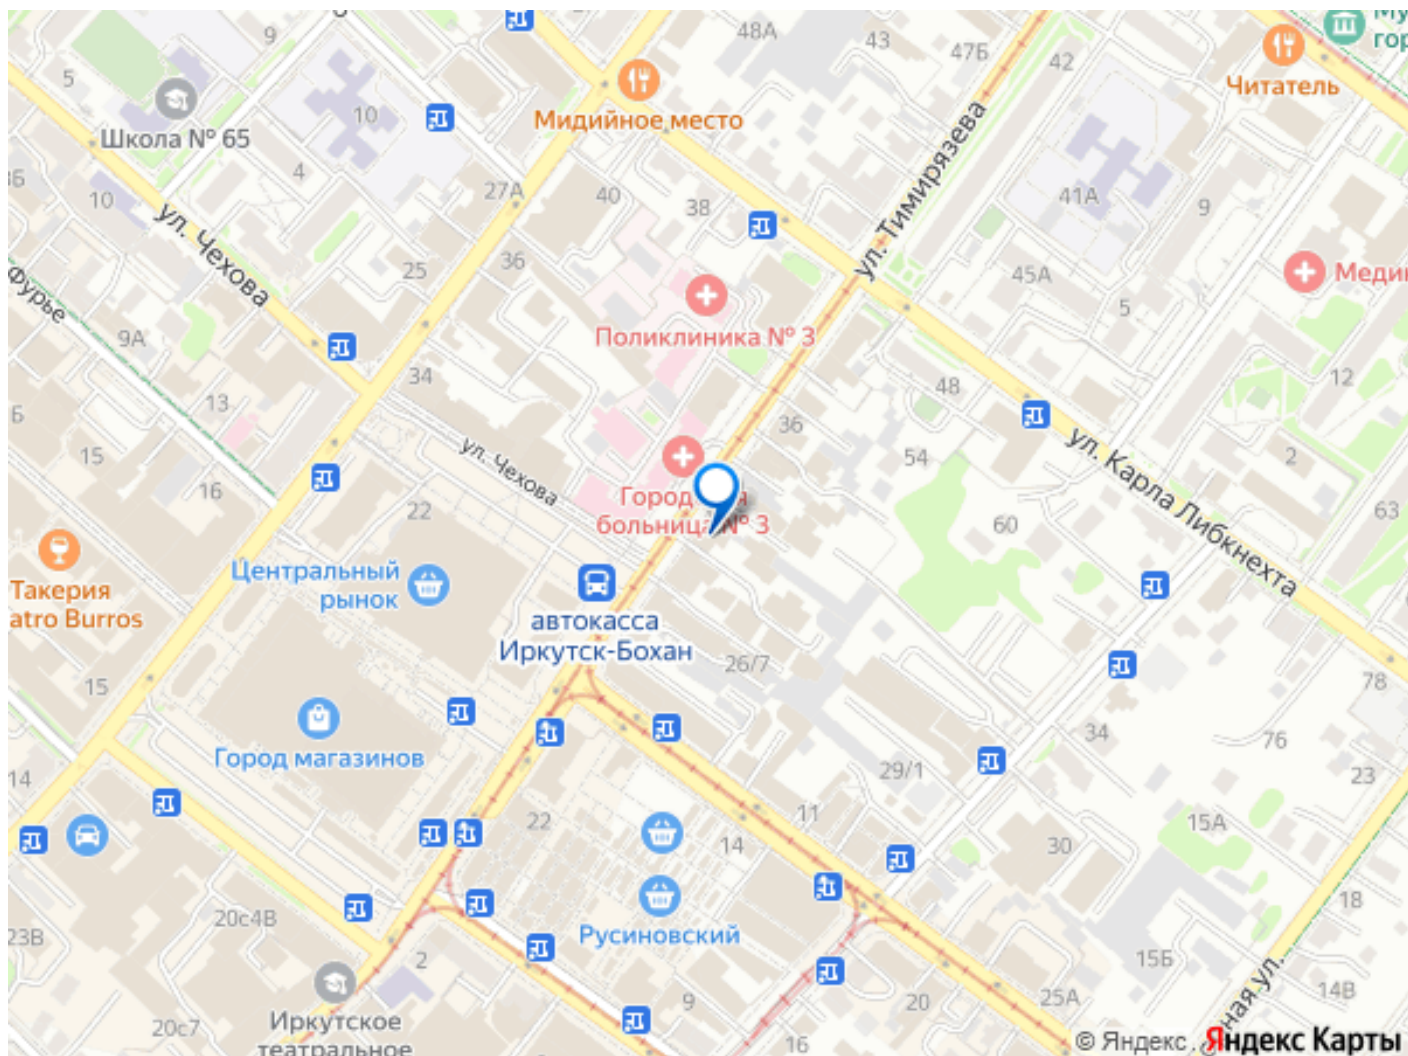 48А
43
47Б
42
9
5
Читатель
Мидийное место
Школа № 65
10
4
27А
40
38
10
ул. Чехова
ул. Тимирязева
41А
9
36
25
45А
5
Медин
Фурье
9А
Поликлиника № 3
34
13
48
12
36
ул. Чехова
15
16
22
54
ул. Карла Либкнехта
2
Город
больница № 3
60
63
Центральный
рынок
Такерия
atro Burros
автокасса
Иркутск-Бохан
26/7
15
78
34
76
Город магазинов
14
29/1
23
22
11
14
15А
30
20с4В
23В
Русиновский
18
2
15Б
ная ул.
14В
9
20
25А
20с7
Иркутское
театральное
16
© Яндекс
Яндекс Карты